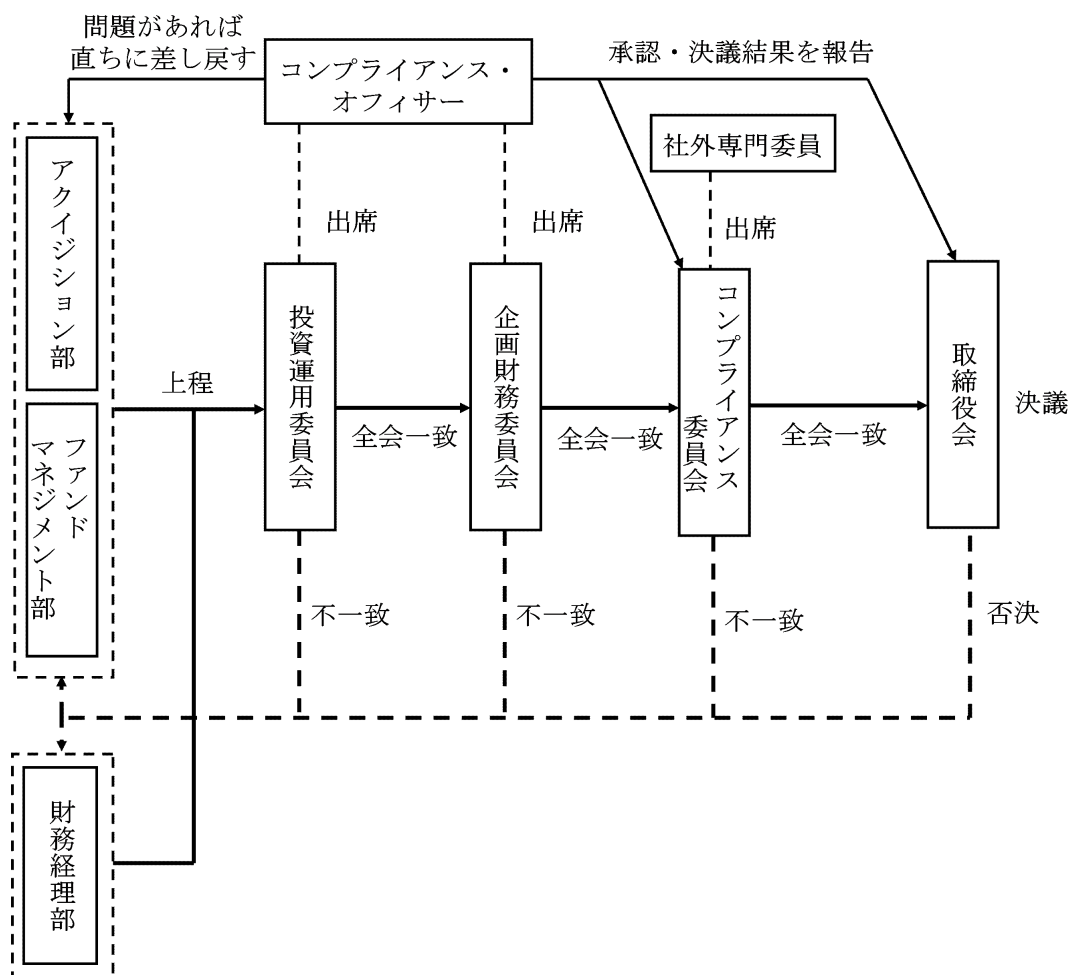 問題があれば
直ちに差し戻す
コンプライアンス・
オフィサー
承認・決議結果を報告
社外専門委員
出席
出席
出席
アクイジション部
ファンド
マネジメント部
財務経理部
上程
投資運用委員会
全会一致
企画財務委員会
全会一致
コンプライアンス
委員会
全会一致
取締役会
決議
不一致
不一致
不一致
否決